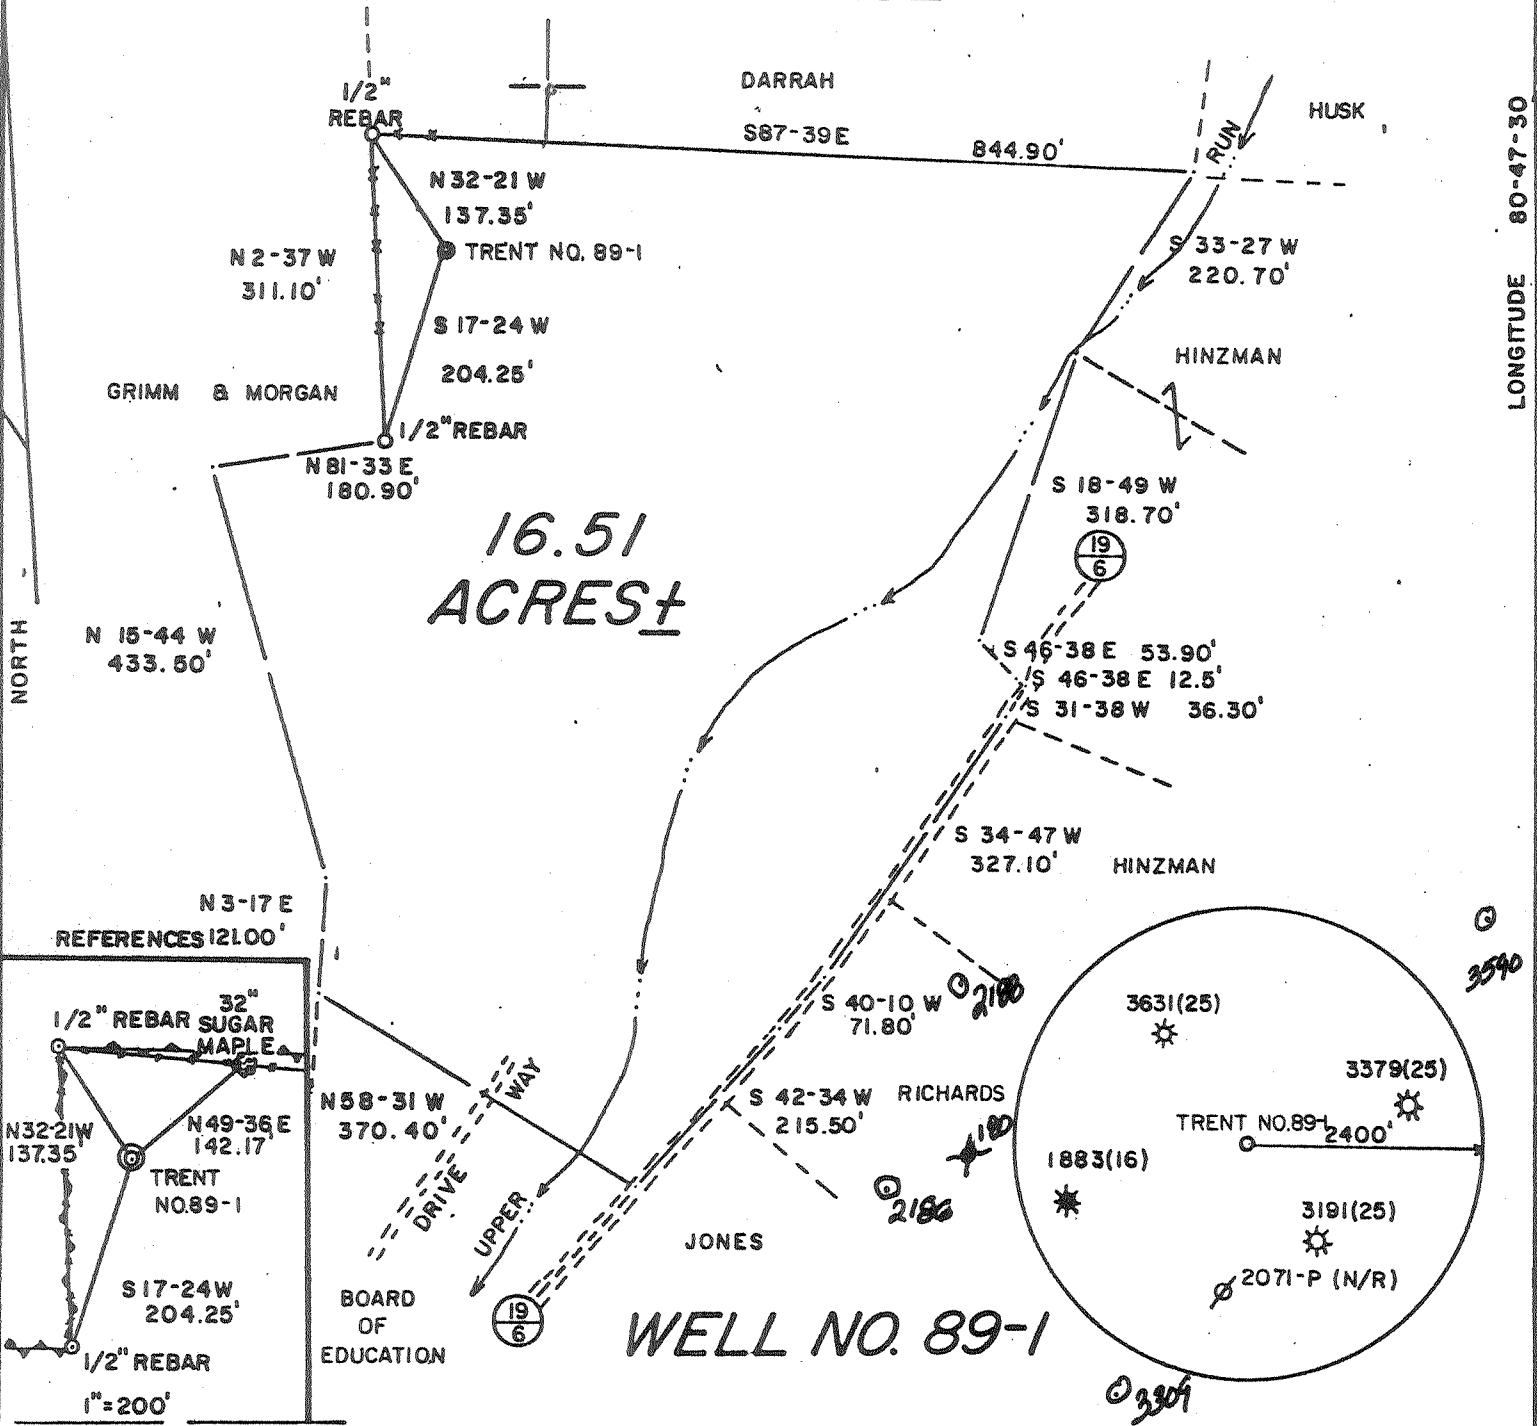 DARRAH
HUSK
1/2"
REBAR
S87-39E
844.90'
RUN
LONGITUDE 80-47-30
N 32-21 W
137.35'
TRENT NO. 89-1
N 2-37 W
311.10'
S 33-27 W
220.70'
S 17-24 W
204.25'
HINZMAN
GRIMM & MORGAN
1/2" REBAR
N 81-33 E
180.90'
S 18-49 W
318.70'
16.51
ACRES±
19
6
NORTH
N 15-44 W
433.50'
S 46-38 E 53.90'
S 46-38 E 12.5'
S 31-38 W 36.30'
S 34-47 W
327.10'
HINZMAN
N 3-17 E
121.00'
REFERENCES
1/2" REBAR
32"
SUGAR
MAPLE
N32-21W
137.35'
N49-36 E
142.17'
TRENT
NO.89-1
S 17-24 W
204.25'
1/2" REBAR
1"=200'
N58-31 W
370.40'
DRIVE WAY
UPPER
BOARD
OF
EDUCATION
19
6
S 40-10 W
71.80'
2188
S 42-34 W
215.50'
RICHARDS
180
2186
JONES
WELL NO. 89-1
3590
3631(25)
3379(25)
TRENT NO.89-1
2400'
1883(16)
3191(25)
2071-P (N/R)
3304